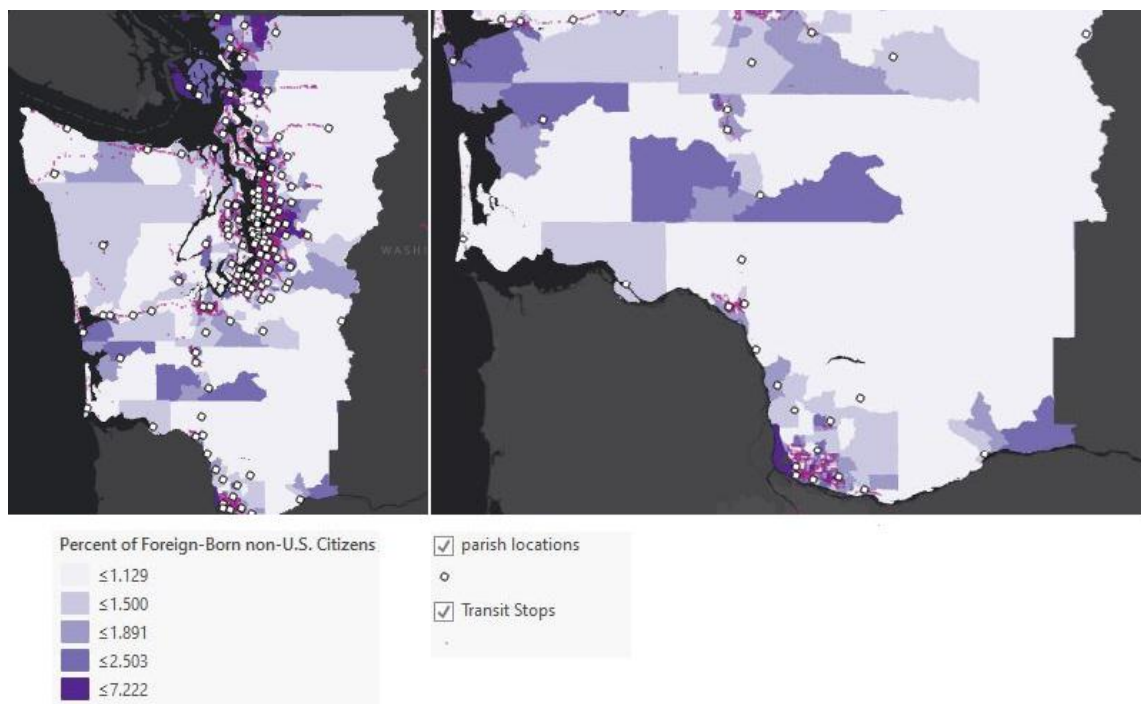 WASHI
Percent of Foreign-Born non-U.S. Citizens
≤1.129
≤1.500
≤1.891
≤2.503
≤7.222
parish locations
Transit Stops